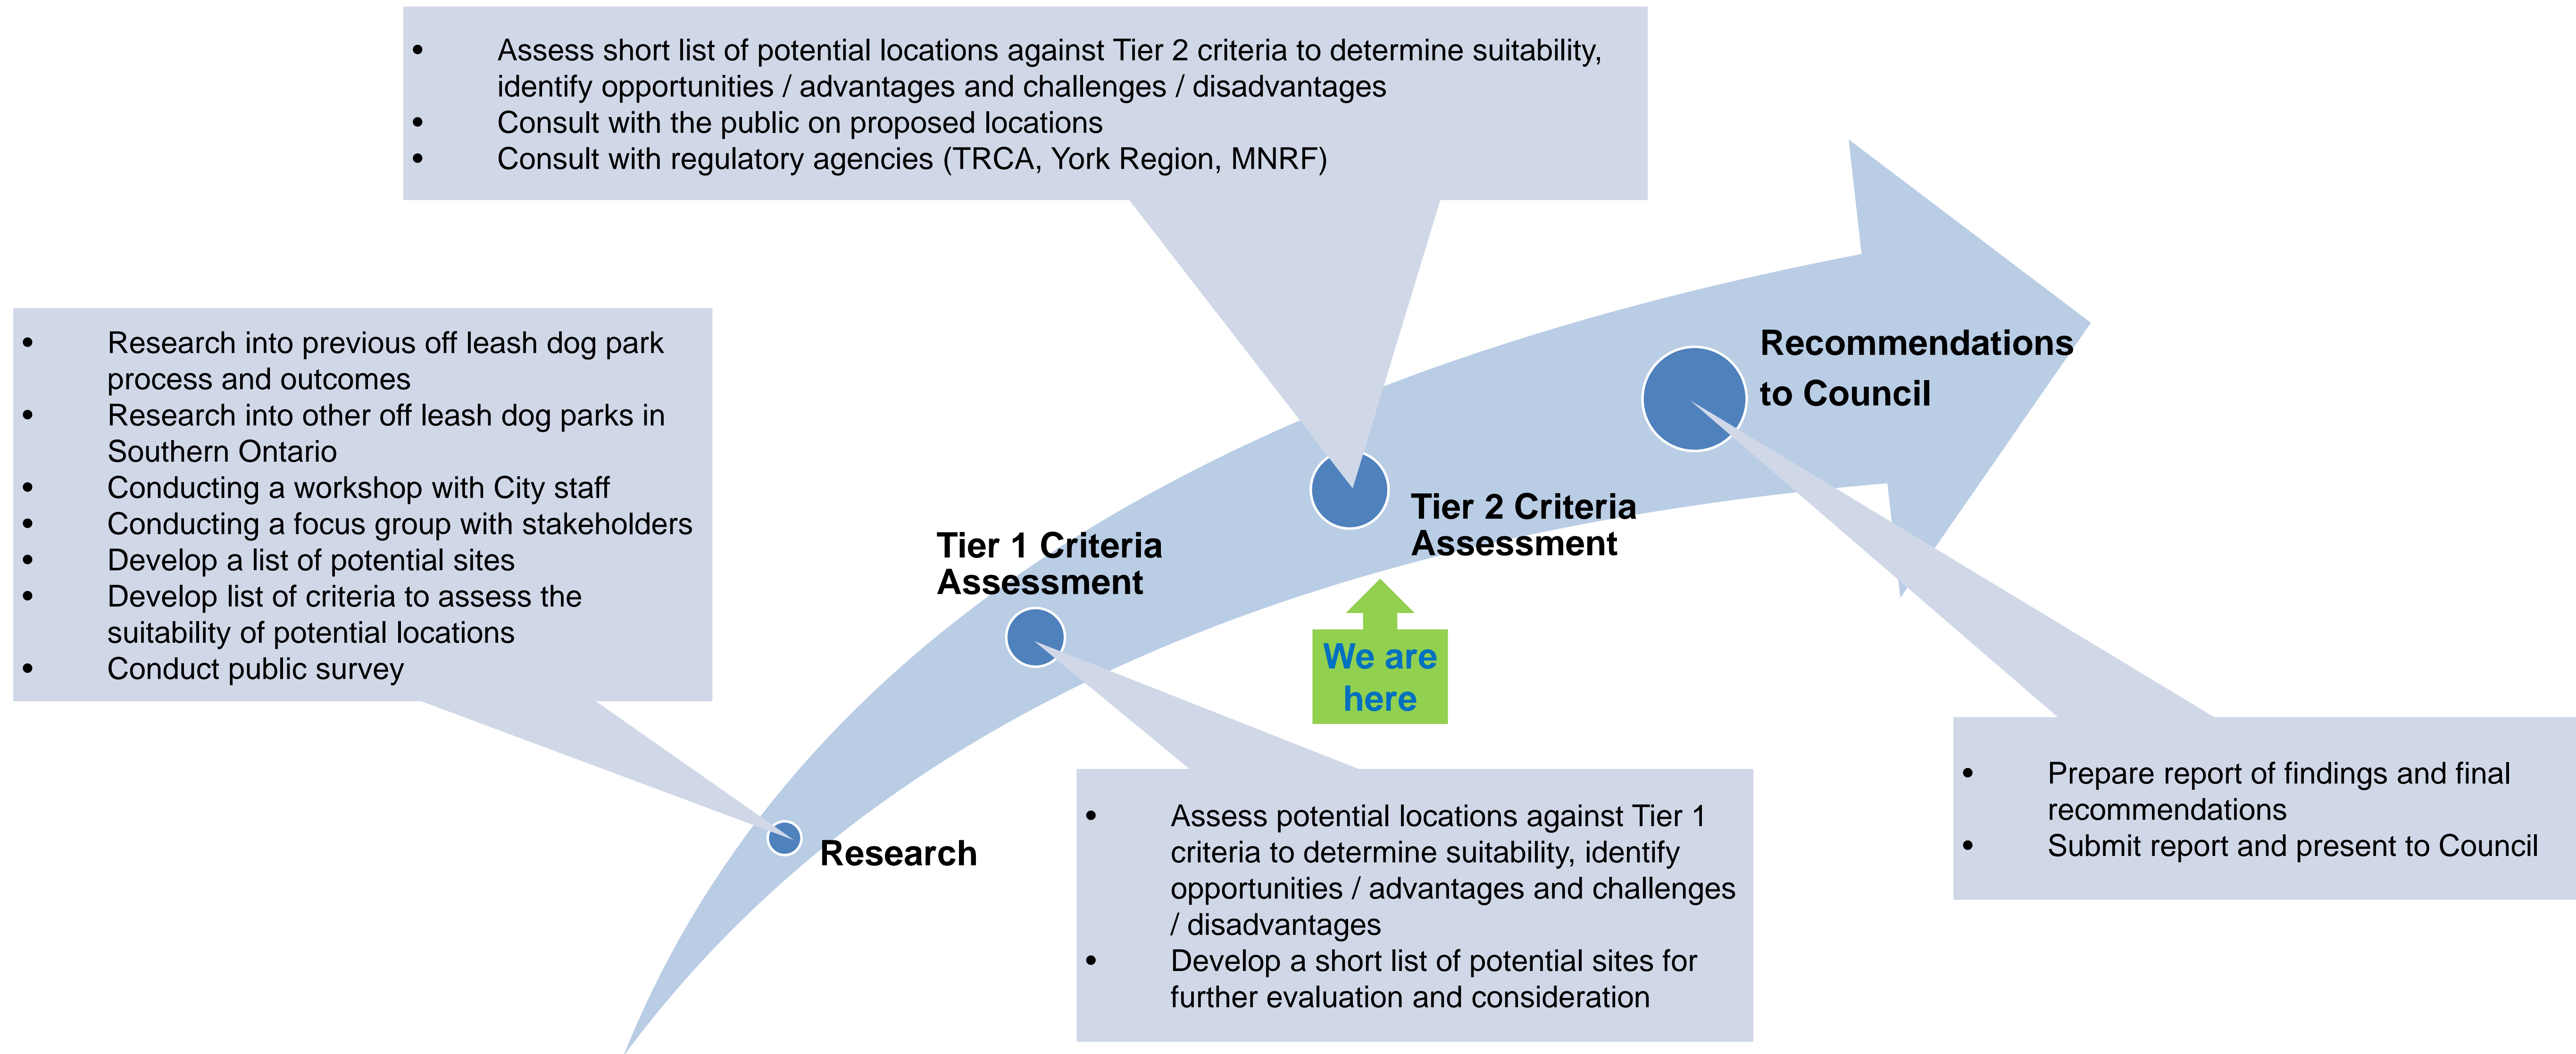 • Assess short list of potential locations against Tier 2 criteria to determine suitability,
identify opportunities / advantages and challenges / disadvantages
• Consult with the public on proposed locations
• Consult with regulatory agencies (TRCA, York Region, MNRF)
• Research into previous off leash dog park
process and outcomes
• Research into other off leash dog parks in
Southern Ontario
• Conducting a workshop with City staff
• Conducting a focus group with stakeholders
• Develop a list of potential sites
• Develop list of criteria to assess the
suitability of potential locations
• Conduct public survey
Research
Tier 1 Criteria
Assessment
Tier 2 Criteria
Assessment
Recommendations
to Council
We are
here
• Assess potential locations against Tier 1
criteria to determine suitability, identify
opportunities / advantages and challenges
/ disadvantages
• Develop a short list of potential sites for
further evaluation and consideration
• Prepare report of findings and final
recommendations
• Submit report and present to Council